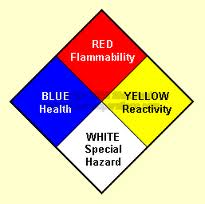 RED
Flammability
BLUE
Health
YELLOW
Reactivity
WHITE
Special
Hazard